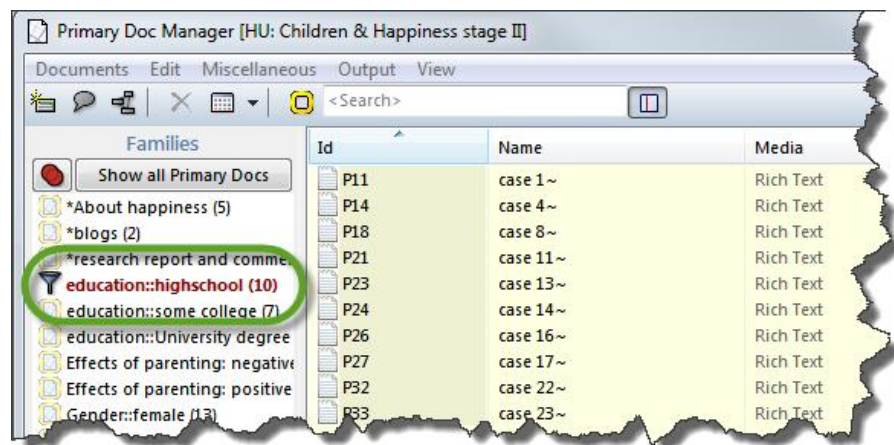 Primary Doc Manager [HU: Children & Happiness stage II]
Documents Edit Miscellaneous Output View
<Search>
Families
Show all Primary Docs
*About happiness (5)
*blogs (2)
*research report and comme
education::highschool (10)
education::some college (7)
education::University degree
Effects of parenting: negative
Effects of parenting: positive
Gender::female (13)
Id Name Media
P11 case 1~ Rich Text
P14 case 4~ Rich Text
P18 case 8~ Rich Text
P21 case 11~ Rich Text
P23 case 13~ Rich Text
P24 case 14~ Rich Text
P26 case 16~ Rich Text
P27 case 17~ Rich Text
P32 case 22~ Rich Text
P33 case 23~ Rich Text